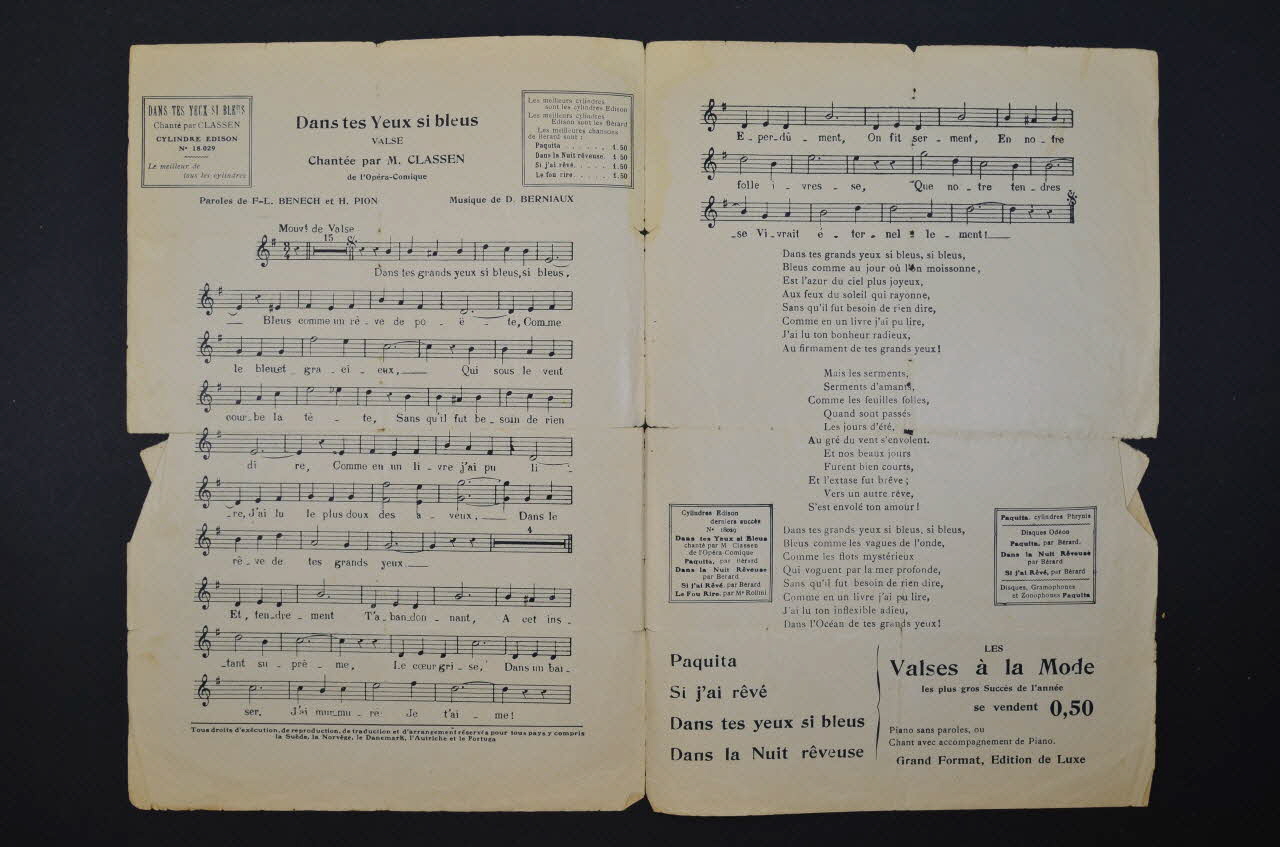 DANS TES YEUX SI BLEUS
Chanté par CLASSEN
CYLINDRE EDISON
N° 18-029
Le meilleur de
tous les cylindres
Dans tes Yeux si bleus
VALSE
Chantée par M. CLASSEN
de l'Opéra-Comique
Les meilleurs cylindres
sont les cylindres Edison
Les meilleurs cylindres
Edison sont les Bérard
Les meilleures chansons
de Bérard sont :
Paquita . . . . . . 1.50
Dans la Nuit rêveuse. 1 50
Si j'ai rêvé. . . . . 1 50
Le fou rire. . . . . 1.50
Paroles de F-L. BENECH et H. PION
Musique de D. BERNIAUX
Mouvt de Valse
15
Dans tes grands yeux si bleus, si bleus,
Bleus comme un rê - ve de po - è - te, Comme
le bleuet gra - ci - eux, Qui sous le vent
cour-be la tê - te, Sans qu'il fut be - soin de rien
di re, Comme en un li - vre j'ai pu li
- re, j'ai lu le plus doux des a - veux, Dans le
4
rê - ve de tes grands yeux
Et, ten-dre - ment T'a-ban-don - nant, A cet ins -
-tant su - prê - me, Le cœur gri - se, Dans un bai -
ser. J'ai mur-mu - ré Je t'ai - me!
Tous droits d'exécution, de reproduction, de traduction et d'arrangement réservés pour tous pays y compris
la Suède, la Norvège, le Danemark, l'Autriche et le Portuga
E - per-dû - ment, On fit ser - ment, En no - tre
folle i - vres - se, Que no - tre ten - dres
- se Vi - vrait é - ter - nel - le - ment!
Dans tes grands yeux si bleus, si bleus,
Bleus comme au jour où l'on moissonne,
Est l'azur du ciel plus joyeux,
Aux feux du soleil qui rayonne,
Sans qu'il fut besoin de rien dire,
Comme en un livre j'ai pu lire,
J'ai lu ton bonheur radieux,
Au firmament de tes grands yeux!
Mais les serments,
Serments d'amants,
Comme les feuilles folles,
Quand sont passés
Les jours d'été,
Au gré du vent s'envolent.
Et nos beaux jours
Furent bien courts,
Et l'extase fut brêve;
Vers un autre rêve,
S'est envolé ton amour!
Dans tes grands yeux si bleus, si bleus,
Bleus comme les vagues de l'onde,
Comme les flots mystérieux
Qui voguent par la mer profonde,
Sans qu'il fut besoin de rien dire,
Comme en un livre j'ai pu lire,
J'ai lu ton inflexible adieu,
Dans l'Océan de tes grands yeux!
Cylindres Edison
derniers succès
N° 18029
Dans tes Yeux si Bleus
chanté par M Classen
de l'Opéra-Comique
Paquita, par Bérard
Dans la Nuit Rêveuse
par Bérard
Si j'ai Rêvé, par Bérard
Le Fou Rire, par Mr Rollini
Paquita, cylindres Phrynis
Disques Odéon
Paquita, par Bérard.
Dans la Nuit Rêveuse
par Bérard
Si j'ai Rêvé, par Bérard
Disques, Gramophones
et Zonophones Paquita
Paquita
Si j'ai rêvé
Dans tes yeux si bleus
Dans la Nuit rêveuse
LES
Valses à la Mode
les plus gros Succès de l'année
se vendent 0,50
Piano sans paroles, ou
Chant avec accompagnement de Piano.
Grand Format, Edition de Luxe